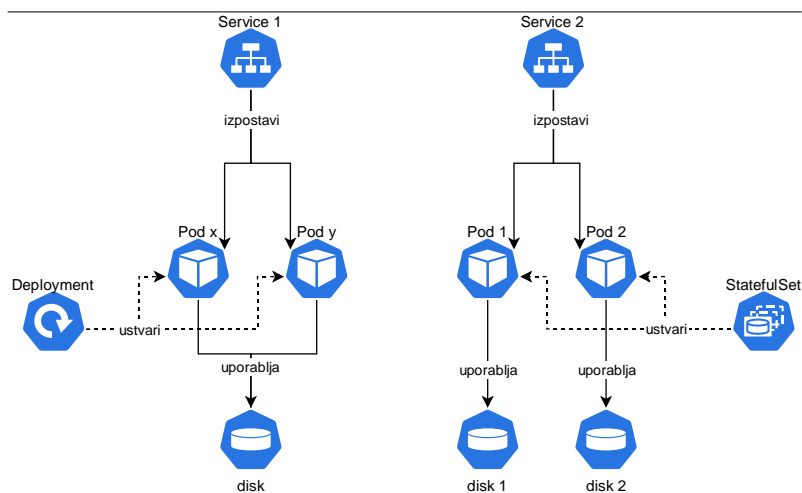 Service 1
Service 2
izpostavi
izpostavi
Pod x
Pod y
Pod 1
Pod 2
Deployment
StatefulSet
ustvari
ustvari
uporablja
uporablja
uporablja
disk
disk 1
disk 2